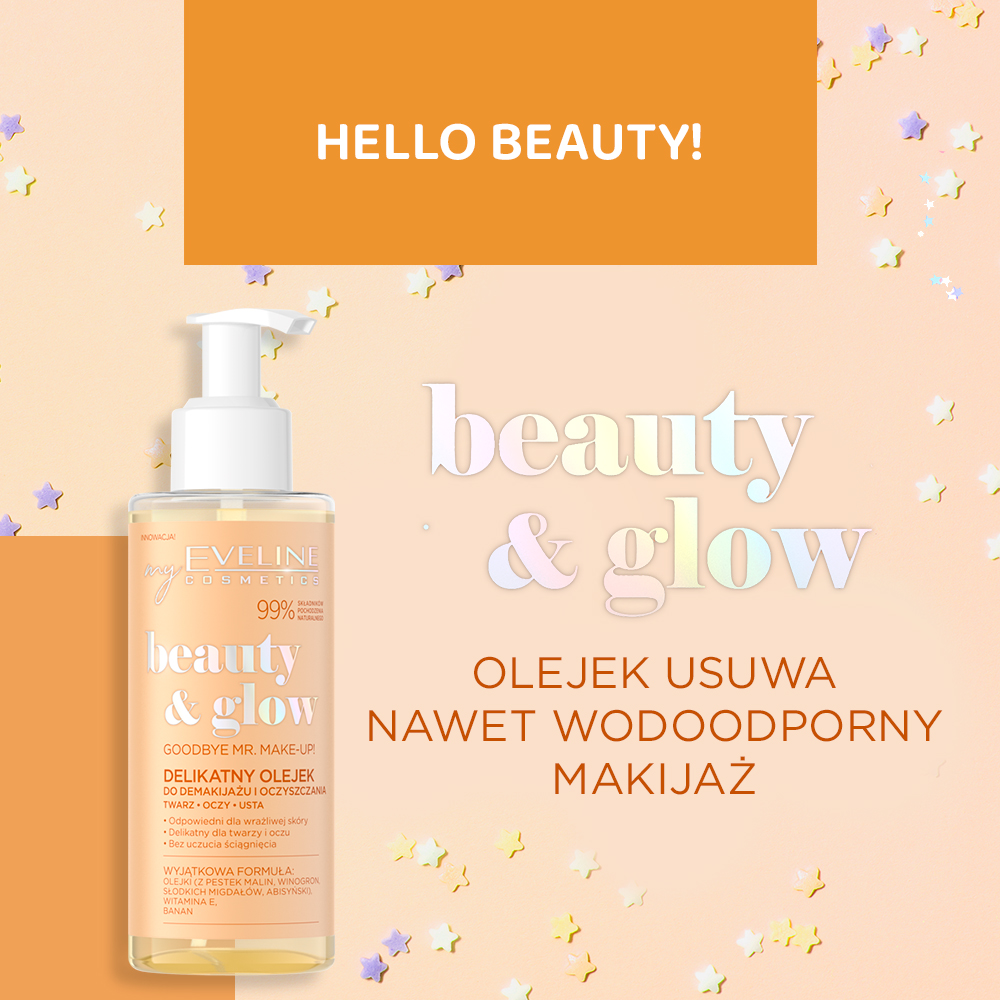 HELLO BEAUTY!
beauty
& glow
OLEJEK USUWA
NAWET WODOODPORNY
MAKIJAŻ
INNOWACJA!
my EVELINE
COSMETICS
99% SKŁADNIKÓW
POCHODZENIA
NATURALNEGO
beauty
& glow
GOODBYE MR. MAKE-UP!
DELIKATNY OLEJEK
DO DEMAKIJAŻU I OCZYSZCZANIA
TWARZ • OCZY • USTA
• Odpowiedni dla wrażliwej skóry
• Delikatny dla twarzy i oczu
• Bez uczucia ściągnięcia
WYJĄTKOWA FORMUŁA:
OLEJKI (Z PESTEK MALIN, WINOGRON,
SŁODKICH MIGDAŁÓW, ABISYŃSKI),
WITAMINA E,
BANAN